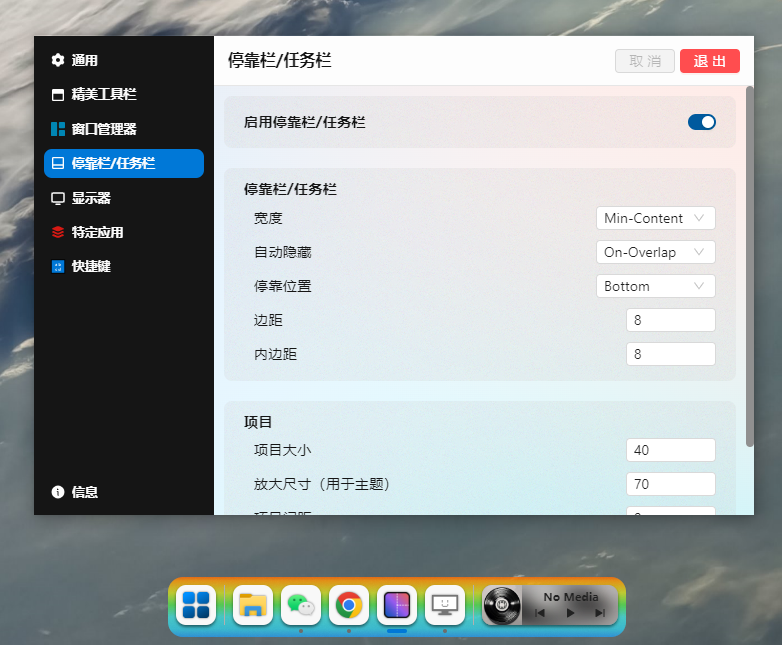 通用
精美工具栏
窗口管理器
停靠栏/任务栏
显示器
特定应用
快捷键
信息
停靠栏/任务栏
取 消
退 出
启用停靠栏/任务栏
停靠栏/任务栏
宽度
Min-Content
自动隐藏
On-Overlap
停靠位置
Bottom
边距
8
内边距
8
项目
项目大小
40
放大尺寸（用于主题）
70
No Media